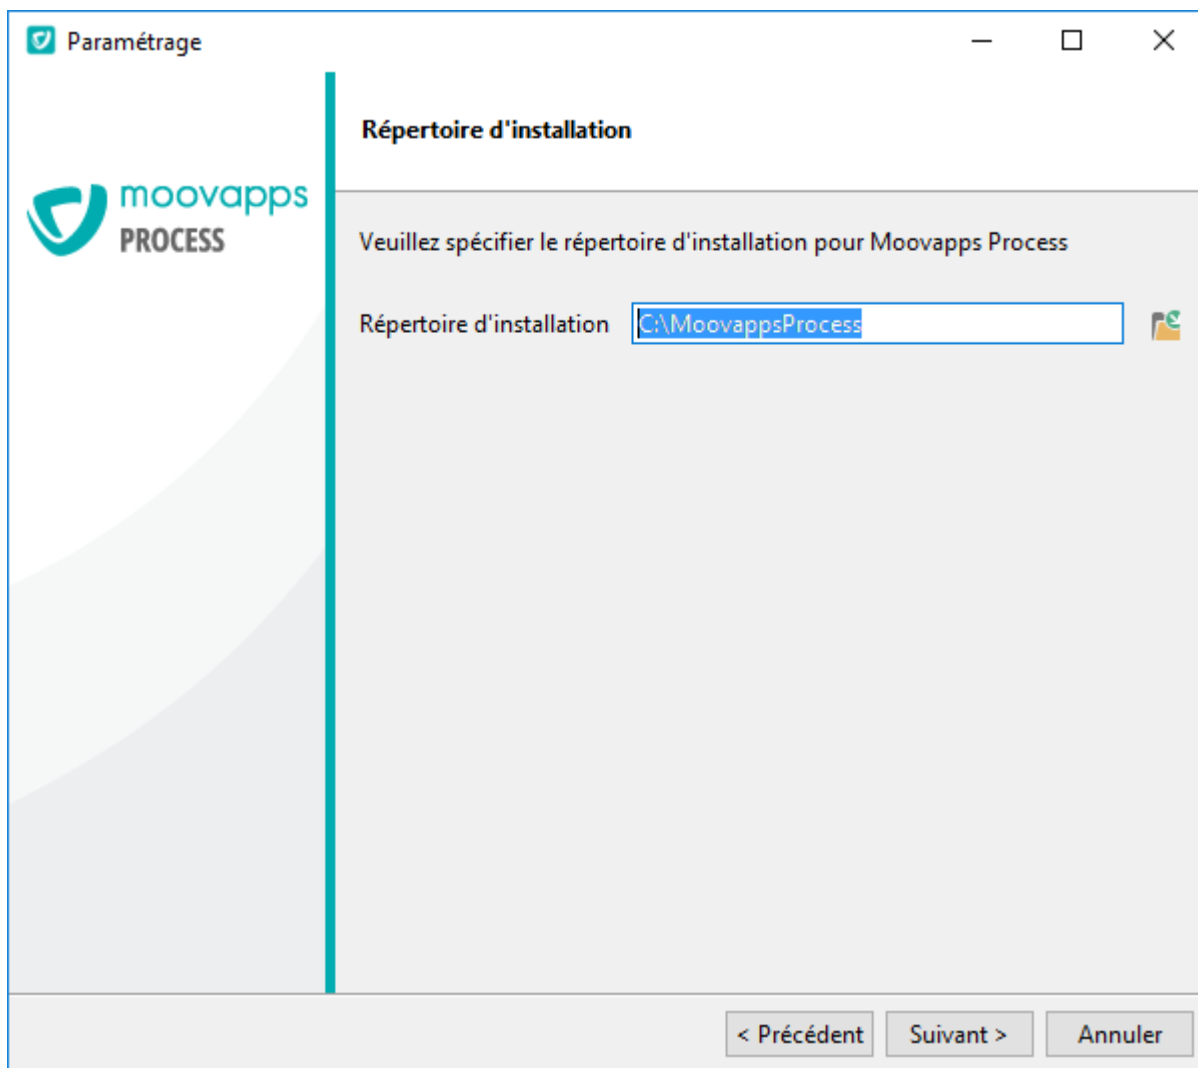 Paramétrage
moovapps
PROCESS
Répertoire d'installation
Veuillez spécifier le répertoire d'installation pour Moovapps Process
Répertoire d'installation C:\MoovappsProcess
< Précédent Suivant > Annuler